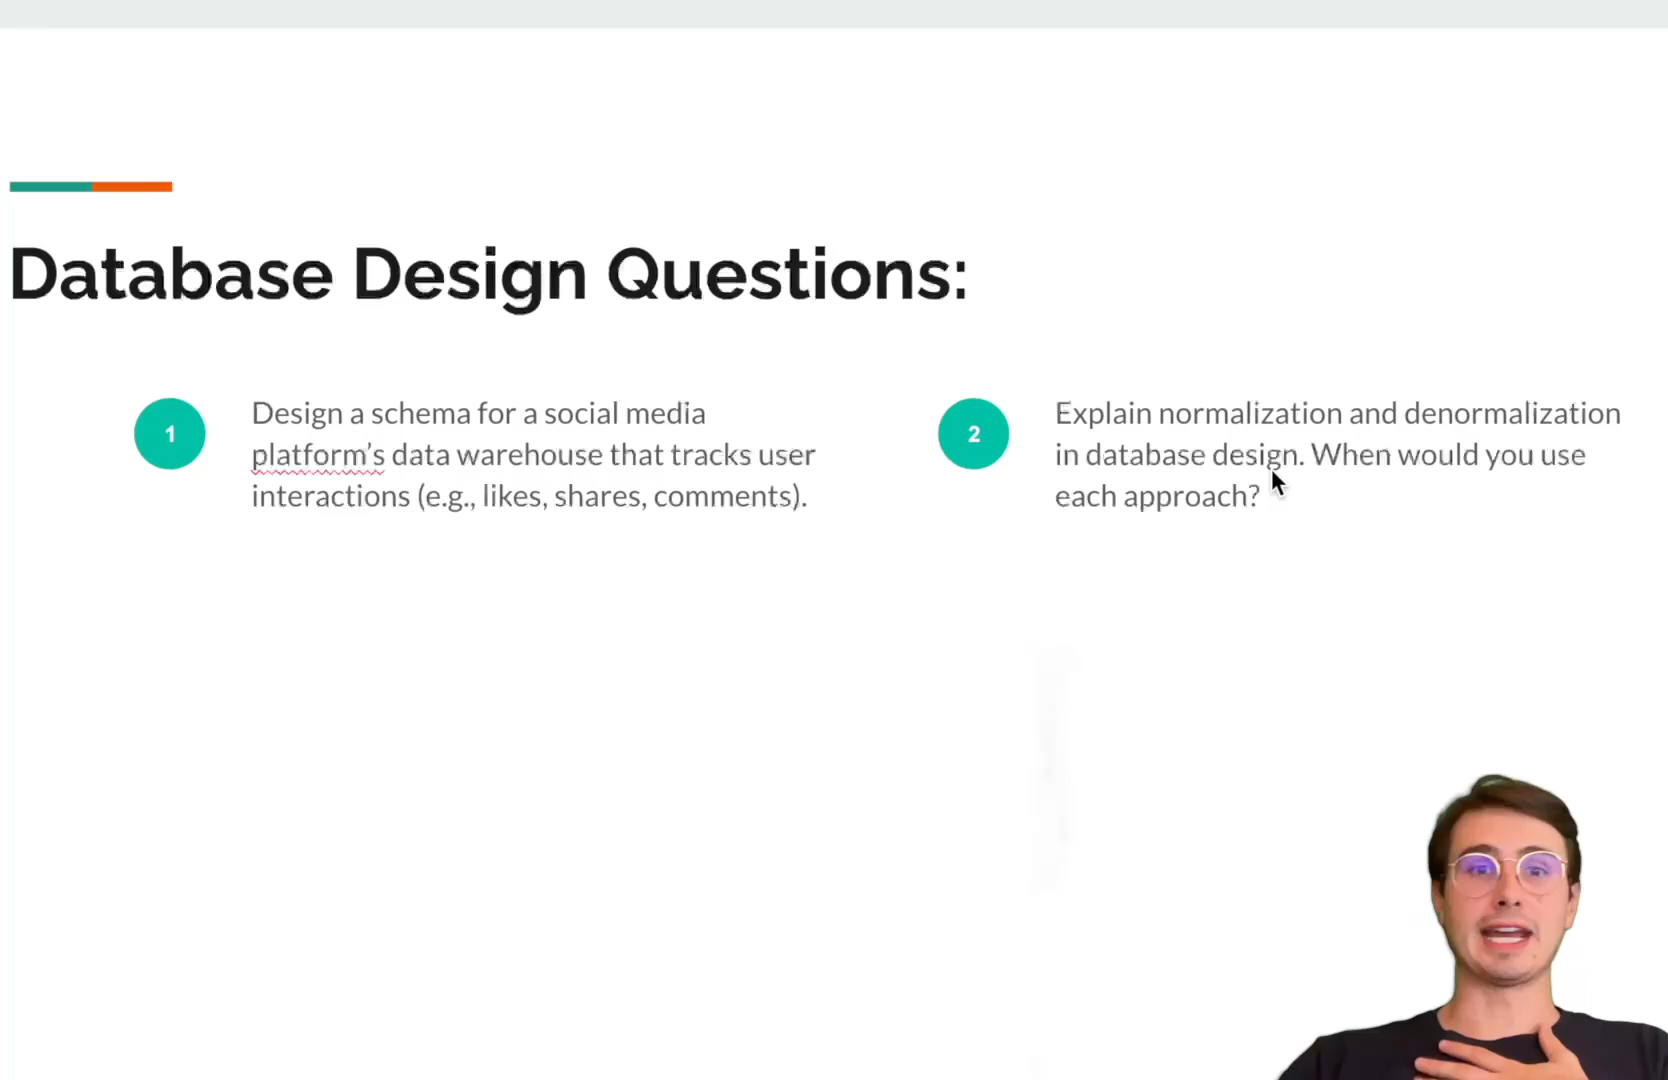 Database Design Questions:
1
Design a schema for a social media
platform’s data warehouse that tracks user
interactions (e.g., likes, shares, comments).
2
Explain normalization and denormalization
in database design. When would you use
each approach?